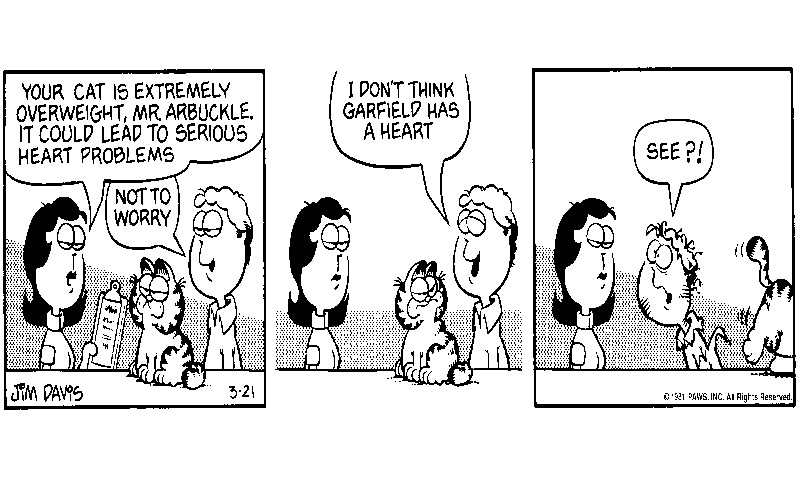 YOUR CAT IS EXTREMELY
OVERWEIGHT, MR. ARBUCKLE.
IT COULD LEAD TO SERIOUS
HEART PROBLEMS
NOT TO
WORRY
JIM DAVIS
3-21
I DON'T THINK
GARFIELD HAS
A HEART
SEE?!
© 1981 PAWS, INC. All Rights Reserved.